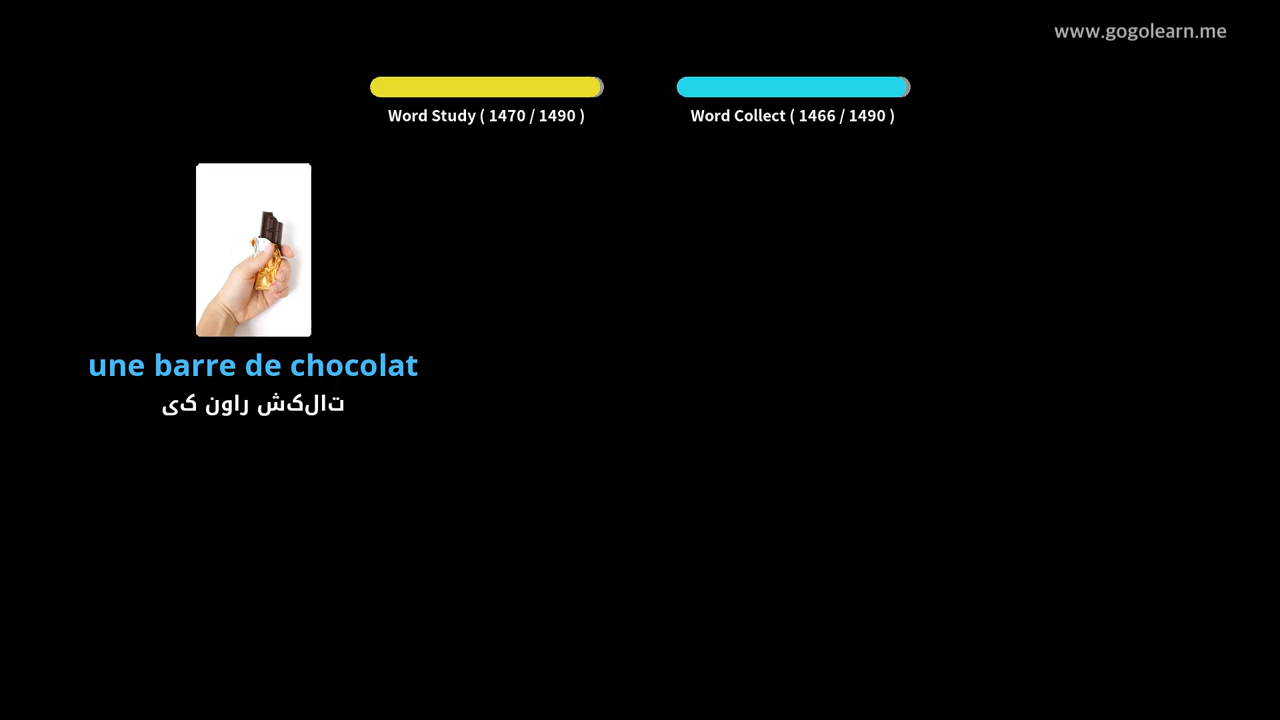 www.gogolearn.me
Word Study ( 1470 / 1490 )
Word Collect ( 1466 / 1490 )
une barre de chocolat
تالکش راون کی